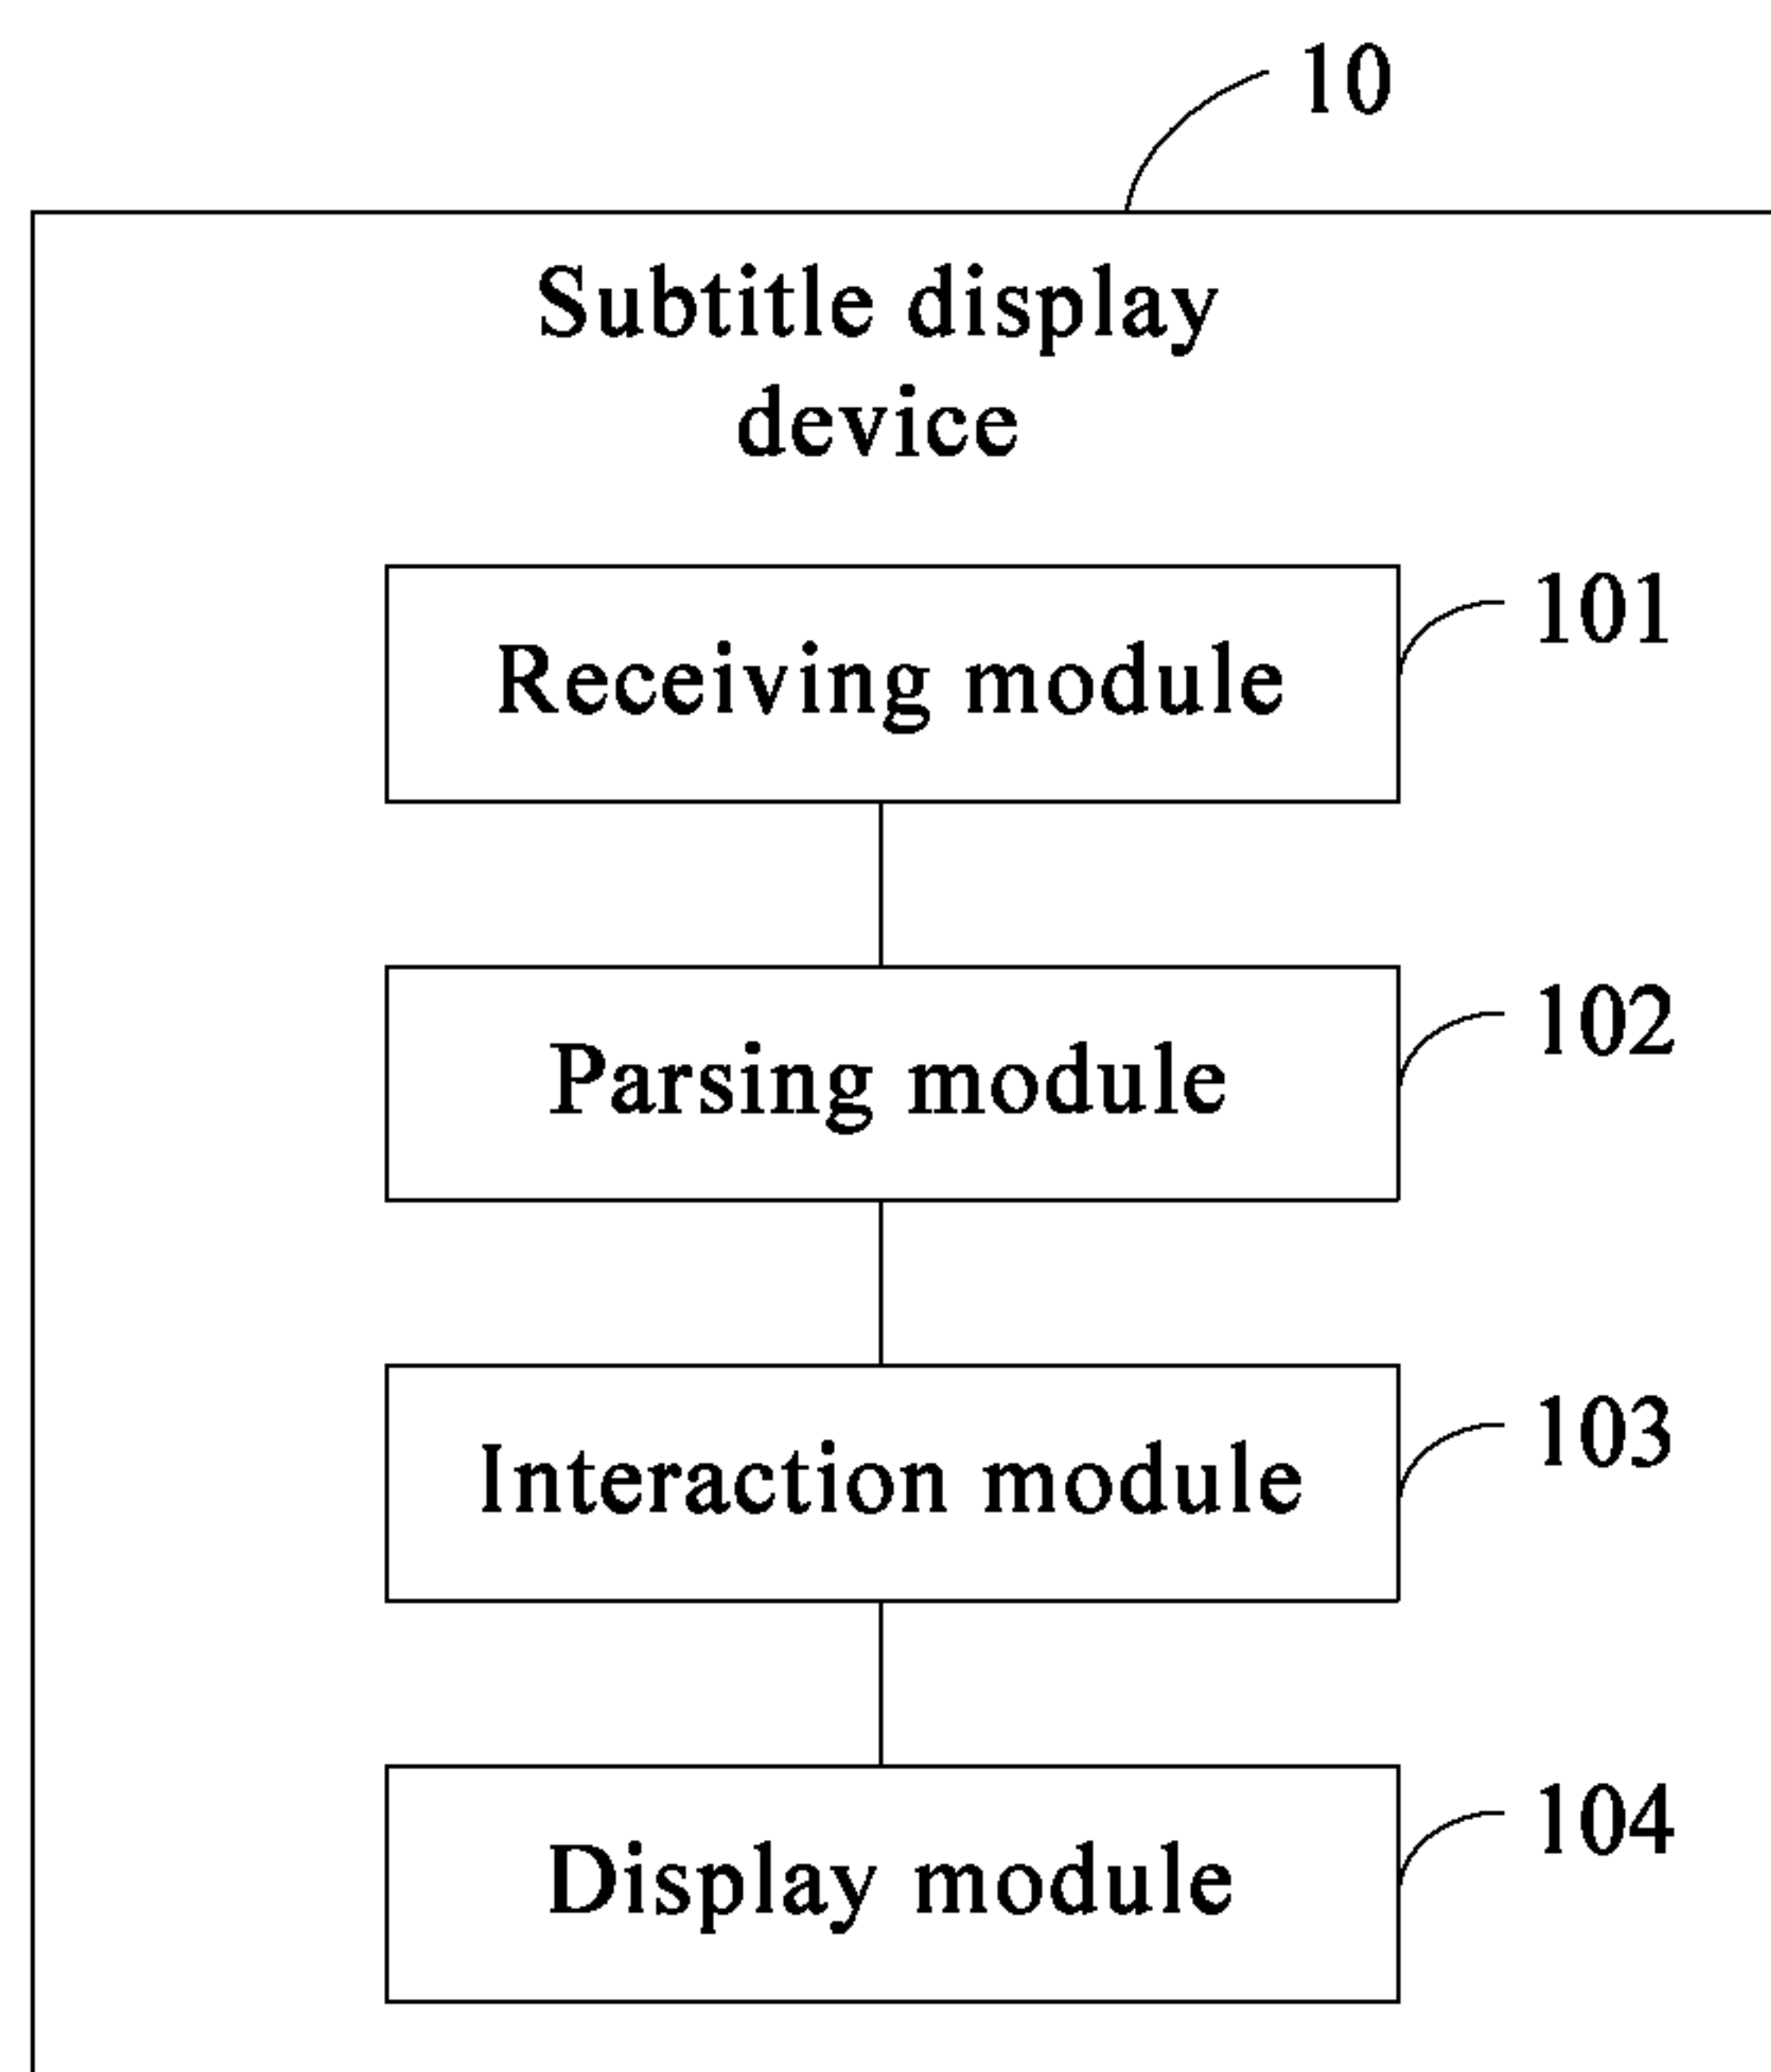 10
Subtitle display
device
Receiving module
101
Parsing module
102
Interaction module
103
Display module
104